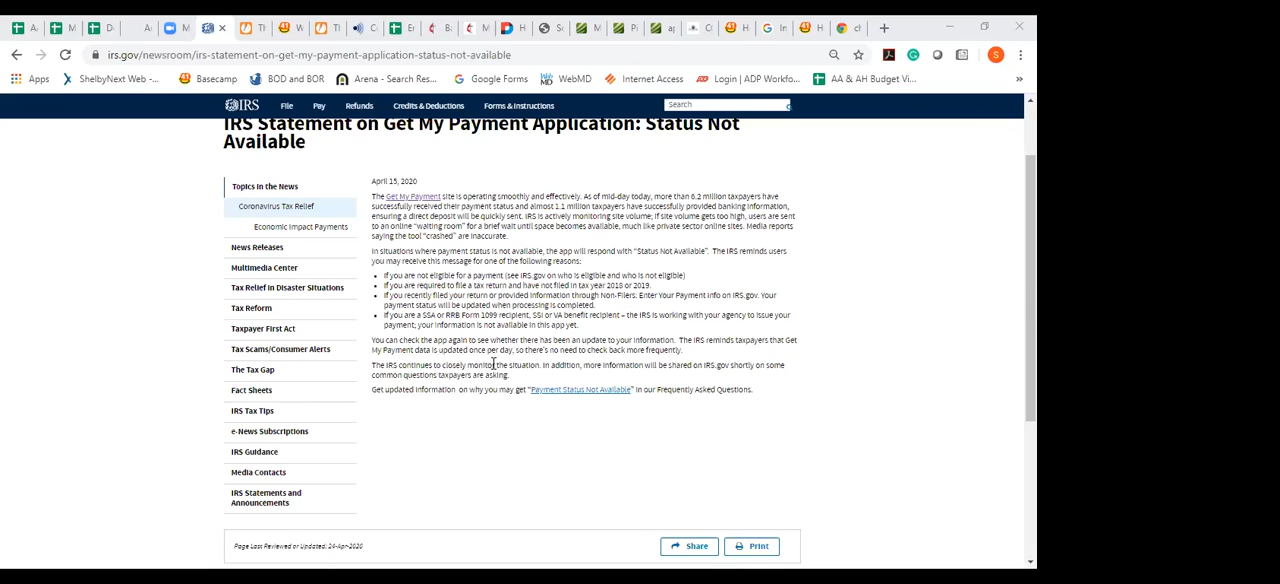 irs.gov/newsroom/irs-statement-on-get-my-payment-application-status-not-available
Apps ShelbyNext Web -... Basecamp BOD and BOR Arena - Search Res... Google Forms WebMD Internet Access Login | ADP Workfo... AA & AH Budget Vi... »
IRS File Pay Refunds Credits & Deductions Forms & Instructions Search
IRS Statement on Get My Payment Application: Status Not
Available
Topics in the News
Coronavirus Tax Relief
Economic Impact Payments
News Releases
Multimedia Center
Tax Relief in Disaster Situations
Tax Reform
Taxpayer First Act
Tax Scams/Consumer Alerts
The Tax Gap
Fact Sheets
IRS Tax Tips
e-News Subscriptions
IRS Guidance
Media Contacts
IRS Statements and
Announcements
April 15, 2020
The Get My Payment site is operating smoothly and effectively. As of mid-day today, more than 6.2 million taxpayers have
successfully received their payment status and almost 1.1 million taxpayers have successfully provided banking information,
ensuring a direct deposit will be quickly sent. IRS is actively monitoring site volume; if site volume gets too high, users are sent
to an online "waiting room" for a brief wait until space becomes available, much like private sector online sites. Media reports
saying the tool "crashed" are inaccurate.
In situations where payment status is not available, the app will respond with "Status Not Available". The IRS reminds users
you may receive this message for one of the following reasons:
• If you are not eligible for a payment (see IRS.gov on who is eligible and who is not eligible)
• If you are required to file a tax return and have not filed in tax year 2018 or 2019.
• If you recently filed your return or provided information through Non-Filers: Enter Your Payment Info on IRS.gov. Your
payment status will be updated when processing is completed.
• If you are a SSA or RRB Form 1099 recipient, SSI or VA benefit recipient – the IRS is working with your agency to issue your
payment; your information is not available in this app yet.
You can check the app again to see whether there has been an update to your information. The IRS reminds taxpayers that Get
My Payment data is updated once per day, so there's no need to check back more frequently.
The IRS continues to closely monitor the situation. In addition, more information will be shared on IRS.gov shortly on some
common questions taxpayers are asking.
Get updated information on why you may get "Payment Status Not Available" in our Frequently Asked Questions.
Page Last Reviewed or Updated: 24-Apr-2020
Share Print